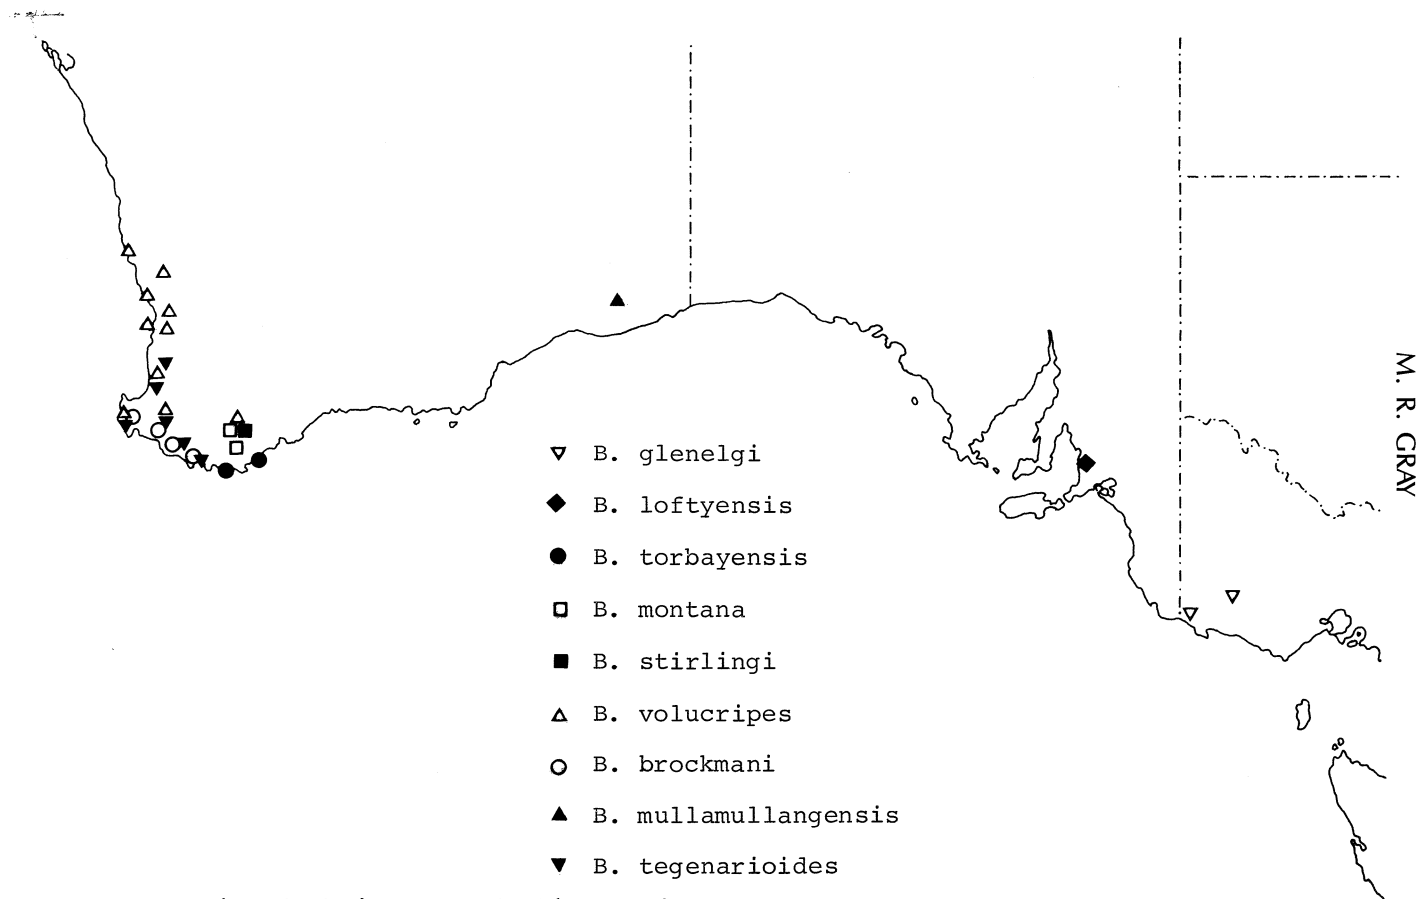 M. R. GRAY
B. glenelgi
B. loftyensis
B. torbayensis
B. montana
B. stirlingi
B. volucripes
B. brockmani
B. mullamullangensis
B. tegenarioides